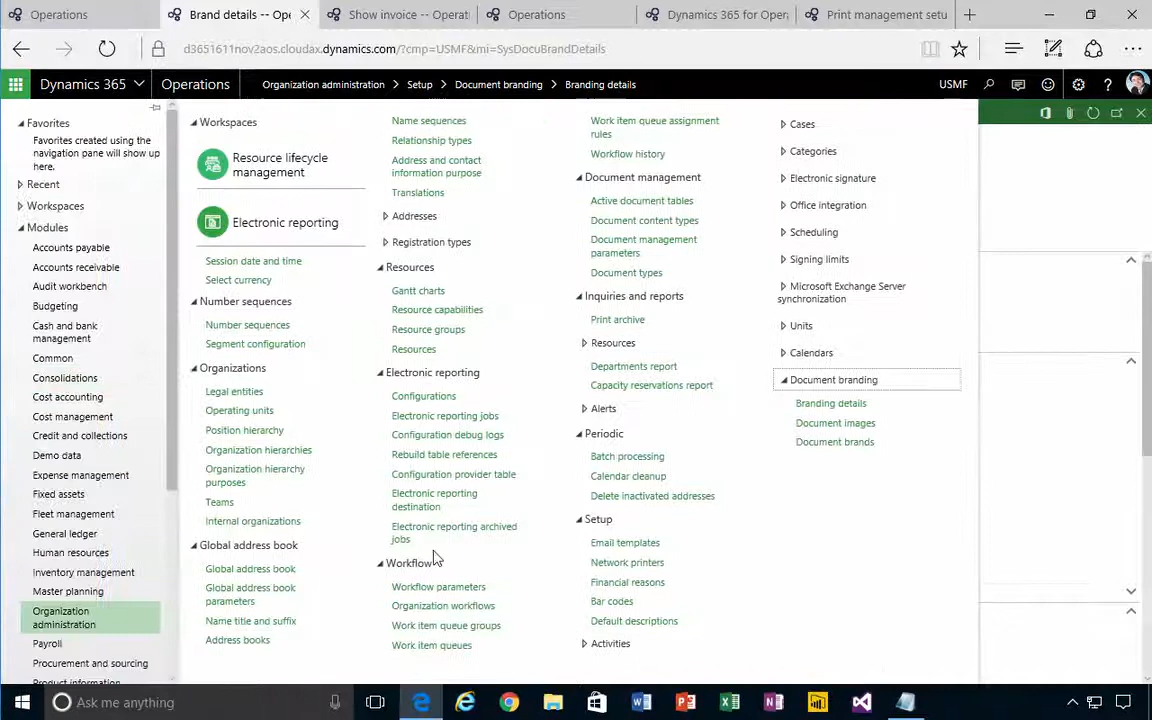 Operations
Brand details -- Ope
Show invoice -- Operati
Operations
Dynamics 365 for Oper
Print management setu
d3651611nov2aos.cloudax.dynamics.com/?cmp=USMF&mi=SysDocuBrandDetails
Dynamics 365
Operations
Organization administration > Setup > Document branding > Branding details
USMF
Favorites
Favorites created using the
navigation pane will show up
here.
Recent
Workspaces
Modules
Accounts payable
Accounts receivable
Audit workbench
Budgeting
Cash and bank
management
Common
Consolidations
Cost accounting
Cost management
Credit and collections
Demo data
Expense management
Fixed assets
Fleet management
General ledger
Human resources
Inventory management
Master planning
Organization
administration
Payroll
Procurement and sourcing
Product information
Workspaces
Resource lifecycle
management
Electronic reporting
Session date and time
Select currency
Number sequences
Number sequences
Segment configuration
Organizations
Legal entities
Operating units
Position hierarchy
Organization hierarchies
Organization hierarchy
purposes
Teams
Internal organizations
Global address book
Global address book
Global address book
parameters
Name title and suffix
Address books
Name sequences
Relationship types
Address and contact
information purpose
Translations
Addresses
Registration types
Resources
Gantt charts
Resource capabilities
Resource groups
Resources
Electronic reporting
Configurations
Electronic reporting jobs
Configuration debug logs
Rebuild table references
Configuration provider table
Electronic reporting
destination
Electronic reporting archived
jobs
Workflow
Workflow parameters
Organization workflows
Work item queue groups
Work item queues
Work item queue assignment
rules
Workflow history
Document management
Active document tables
Document content types
Document management
parameters
Document types
Inquiries and reports
Print archive
Resources
Departments report
Capacity reservations report
Alerts
Periodic
Batch processing
Calendar cleanup
Delete inactivated addresses
Setup
Email templates
Network printers
Financial reasons
Bar codes
Default descriptions
Activities
Cases
Categories
Electronic signature
Office integration
Scheduling
Signing limits
Microsoft Exchange Server
synchronization
Units
Calendars
Document branding
Branding details
Document images
Document brands
Ask me anything